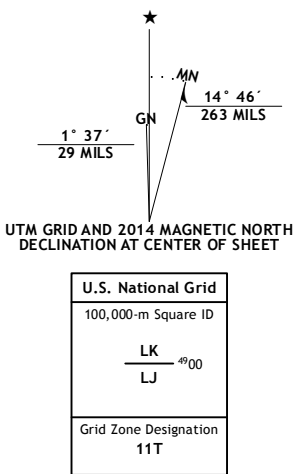 ★
MN
GN
1° 37´
29 MILS
14° 46´
263 MILS
UTM GRID AND 2014 MAGNETIC NORTH
DECLINATION AT CENTER OF SHEET
U.S. National Grid
100,000-m Square ID
LK
4900
LJ
Grid Zone Designation
11T